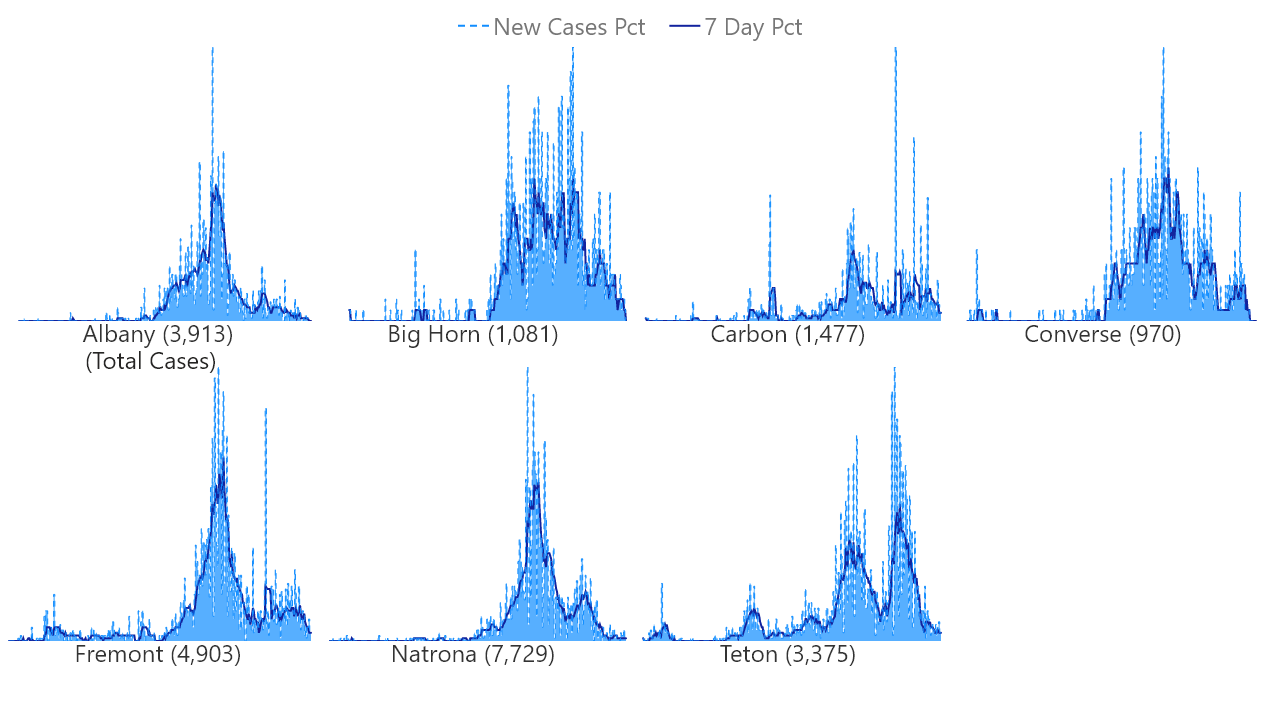 New Cases Pct 7 Day Pct
Albany (3,913) Big Horn (1,081) Carbon (1,477) Converse (970)
(Total Cases)
Fremont (4,903) Natrona (7,729) Teton (3,375)